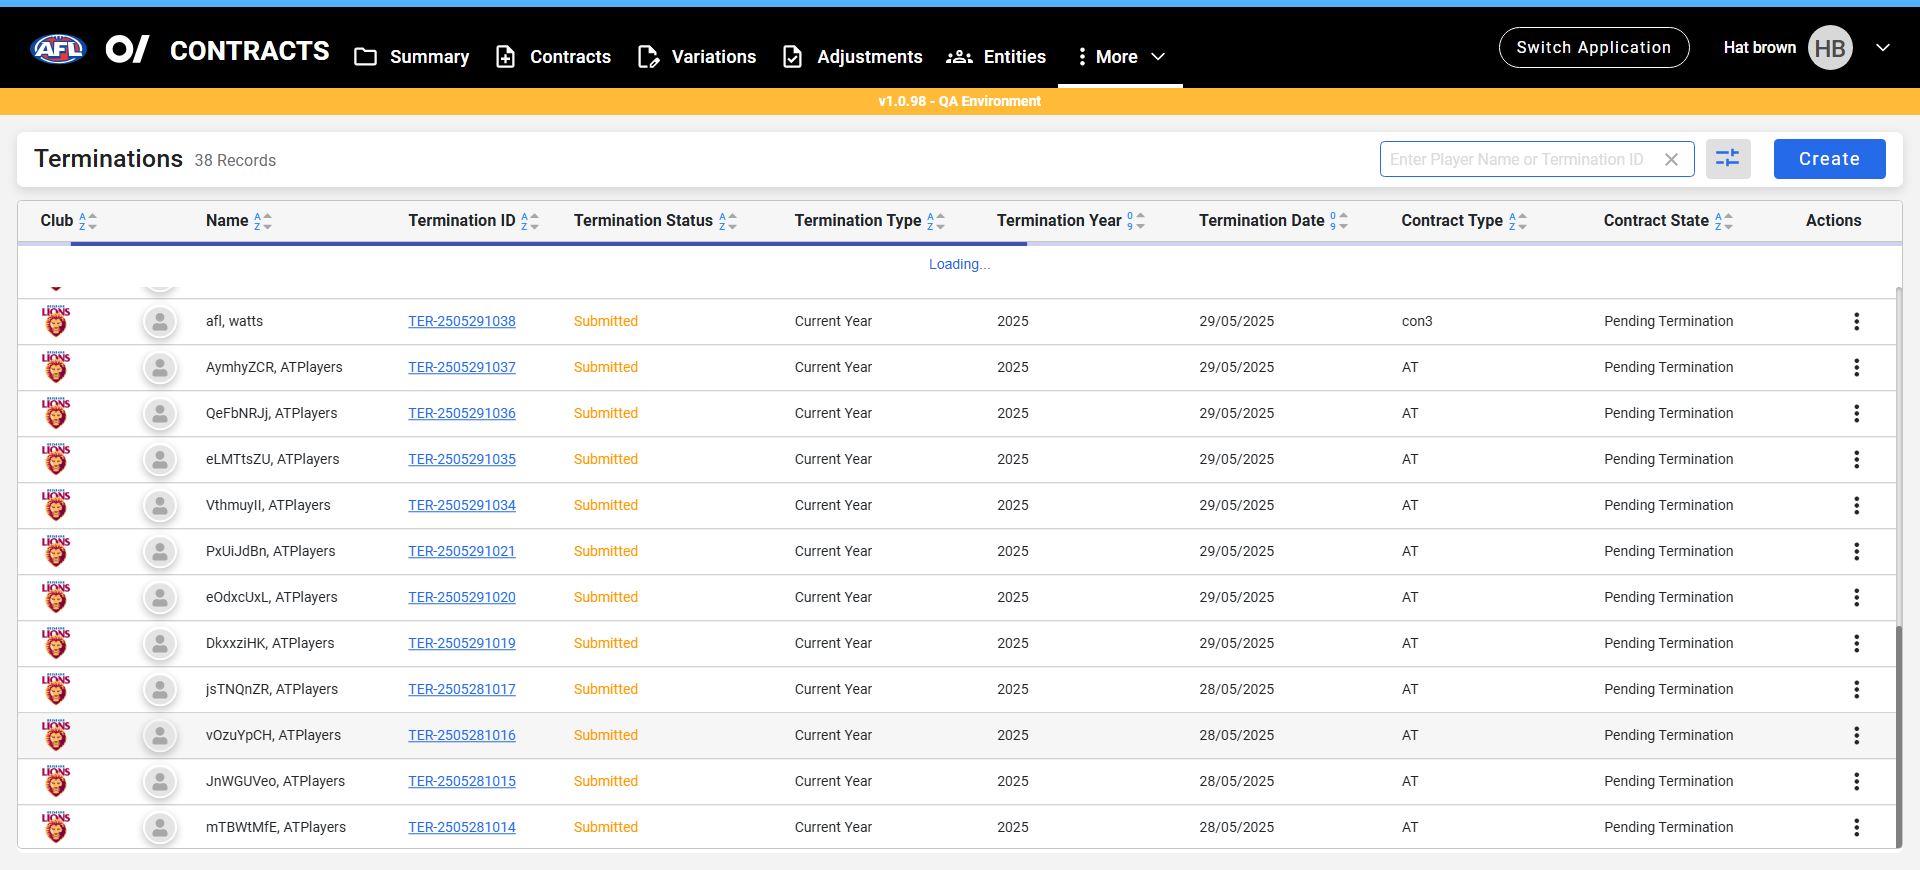 AFL CONTRACTS Summary Contracts Variations Adjustments Entities More Switch Application Hat brown HB
v1.0.98 - QA Environment
Terminations 38 Records Enter Player Name or Termination ID Create
Club Name Termination ID Termination Status Termination Type Termination Year Termination Date Contract Type Contract State Actions
Loading...
LIONS afl, watts TER-2505291038 Submitted Current Year 2025 29/05/2025 con3 Pending Termination
LIONS AymhyZCR, ATPlayers TER-2505291037 Submitted Current Year 2025 29/05/2025 AT Pending Termination
LIONS QeFbNRJj, ATPlayers TER-2505291036 Submitted Current Year 2025 29/05/2025 AT Pending Termination
LIONS eLMTtsZU, ATPlayers TER-2505291035 Submitted Current Year 2025 29/05/2025 AT Pending Termination
LIONS VthmuyII, ATPlayers TER-2505291034 Submitted Current Year 2025 29/05/2025 AT Pending Termination
LIONS PxUiJdBn, ATPlayers TER-2505291021 Submitted Current Year 2025 29/05/2025 AT Pending Termination
LIONS eOdxcUxL, ATPlayers TER-2505291020 Submitted Current Year 2025 29/05/2025 AT Pending Termination
LIONS DkxxziHK, ATPlayers TER-2505291019 Submitted Current Year 2025 29/05/2025 AT Pending Termination
LIONS jsTNQnZR, ATPlayers TER-2505281017 Submitted Current Year 2025 28/05/2025 AT Pending Termination
LIONS vOzuYpCH, ATPlayers TER-2505281016 Submitted Current Year 2025 28/05/2025 AT Pending Termination
LIONS JnWGUVeo, ATPlayers TER-2505281015 Submitted Current Year 2025 28/05/2025 AT Pending Termination
LIONS mTBWtMfE, ATPlayers TER-2505281014 Submitted Current Year 2025 28/05/2025 AT Pending Termination